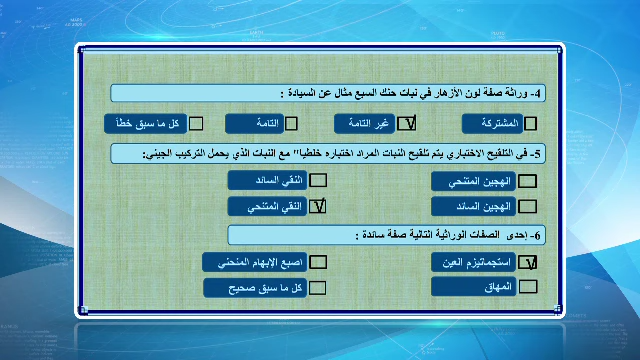 4- وراثة صفة لون الأزهار في نبات حنك السبع مثال عن السيادة :
المشتركة √ غير التامة التامة كل ما سبق خطأ
5- في التلقيح الاختباري يتم تلقيح النبات المراد اختباره خلطيا" مع النبات الذي يحمل التركيب الجيني:
الهجين المتنحي النقي السائد
الهجين السائد √ النقي المتنحي
6- إحدى الصفات الوراثية التالية صفة سائدة :
√ استجماتيزم العين اصبع الإبهام المنحني
المهاق كل ما سبق صحيح